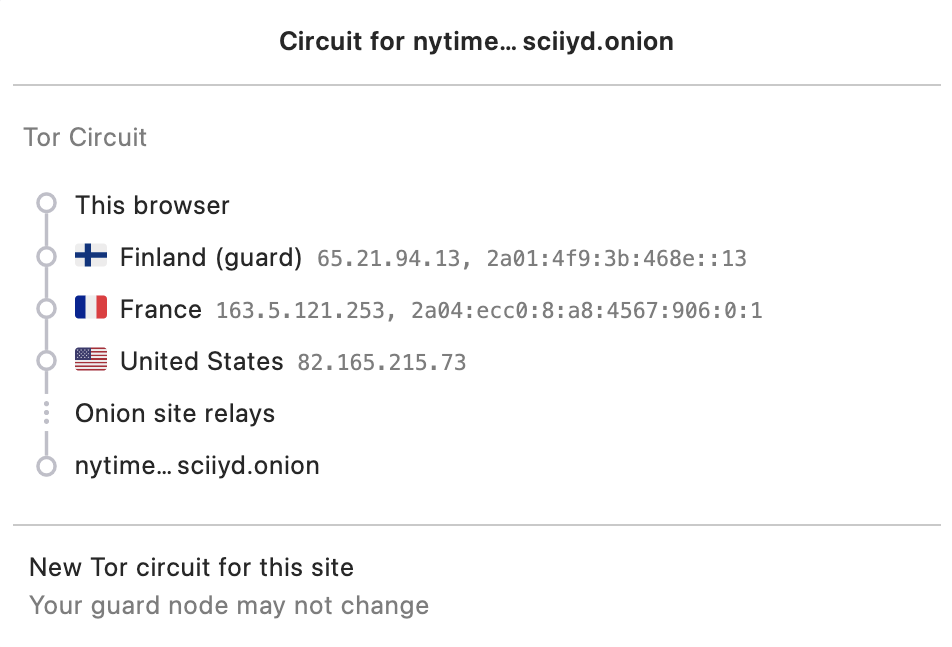 Circuit for nytime... sciiyd.onion
Tor Circuit
This browser
Finland (guard) 65.21.94.13, 2a01:4f9:3b:468e::13
France 163.5.121.253, 2a04:ecc0:8:a8:4567:906:0:1
United States 82.165.215.73
Onion site relays
nytime... sciiyd.onion
New Tor circuit for this site
Your guard node may not change